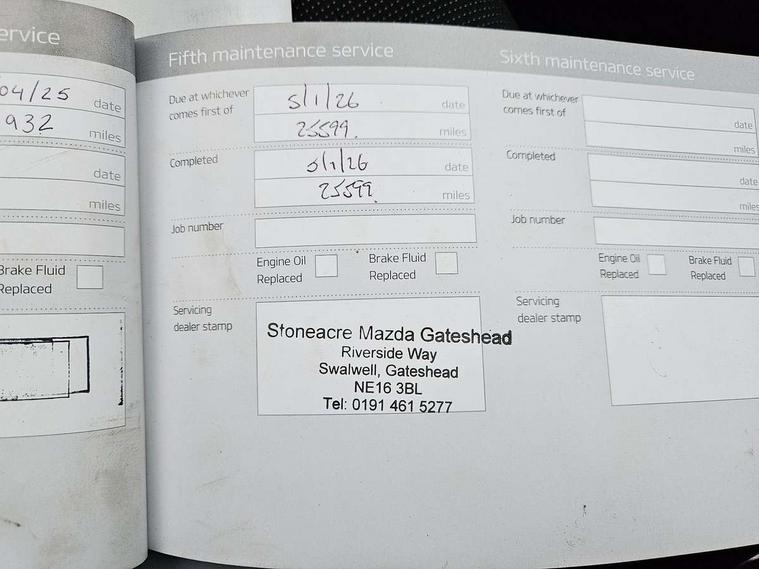 ervice
04/25 date
932 miles
date
miles
Brake Fluid
Replaced
Fifth maintenance service
Due at whichever
comes first of
5/1/26 date
25599. miles
Completed
5/1/26 date
25599. miles
Job number
Engine Oil
Replaced
Brake Fluid
Replaced
Servicing
dealer stamp
Stoneacre Mazda Gateshead
Riverside Way
Swalwell, Gateshead
NE16 3BL
Tel: 0191 461 5277
Sixth maintenance service
Due at whichever
comes first of
date
miles
Completed
date
miles
Job number
Engine Oil
Replaced
Brake Fluid
Replaced
Servicing
dealer stamp